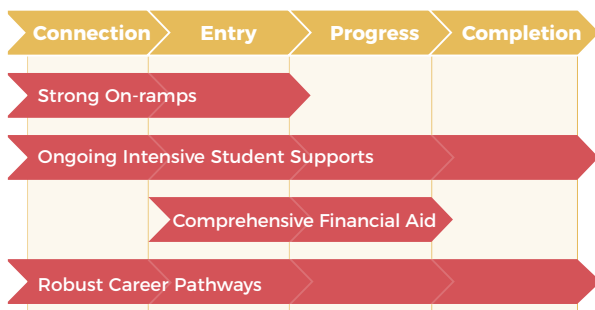 Connection Entry Progress Completion
Strong On-ramps
Ongoing Intensive Student Supports
Comprehensive Financial Aid
Robust Career Pathways